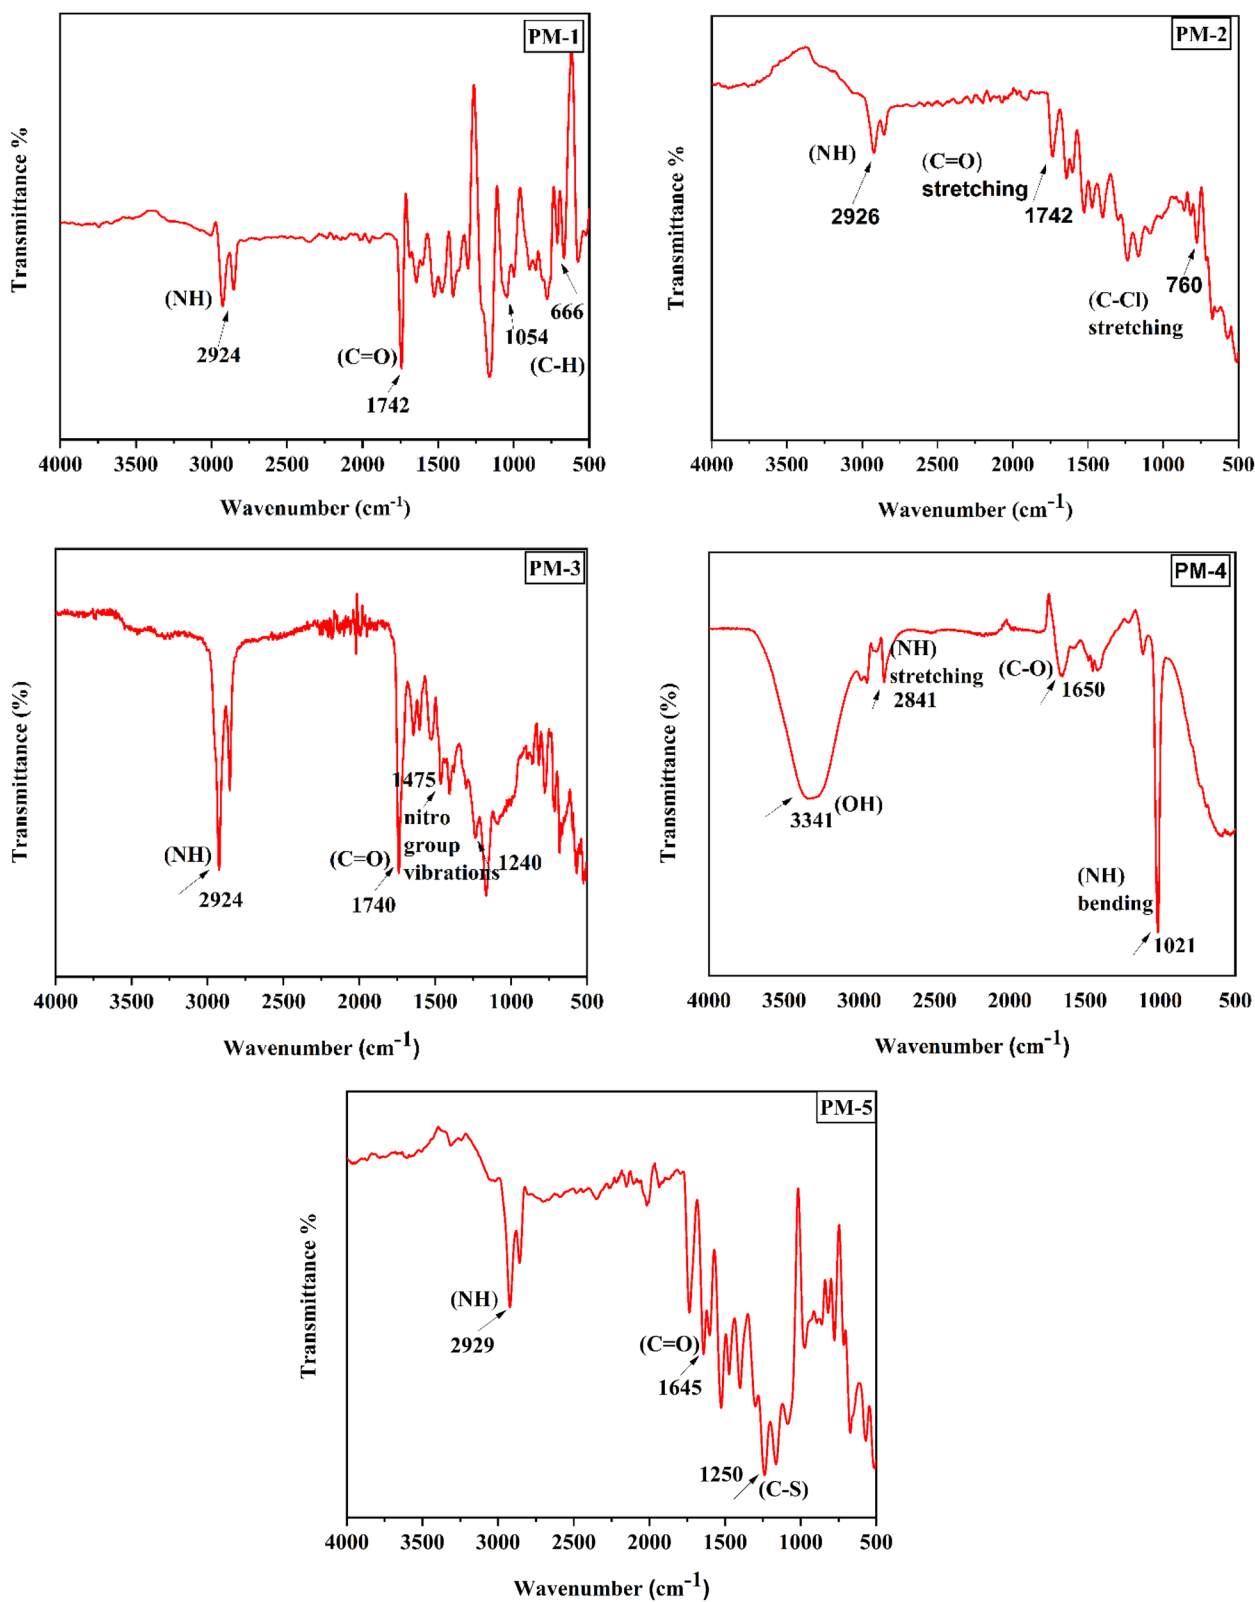 PM-1
Transmittance %
(NH)
2924
(C=O)
1742
1054
666
(C-H)
4000 3500 3000 2500 2000 1500 1000 500
Wavenumber (cm-1)
PM-2
Transmittance %
(NH)
2926
(C=O)
stretching
1742
(C-Cl)
stretching
760
4000 3500 3000 2500 2000 1500 1000 500
Wavenumber (cm-1)
PM-3
Transmittance (%)
(NH)
2924
(C=O)
1740
1475
nitro
group
vibrations
1240
4000 3500 3000 2500 2000 1500 1000 500
Wavenumber (cm-1)
PM-4
Transmittance (%)
3341
(OH)
(NH)
stretching
2841
(C-O)
1650
(NH)
bending
1021
4000 3500 3000 2500 2000 1500 1000 500
Wavenumber (cm-1)
PM-5
Transmittance %
(NH)
2929
(C=O)
1645
1250
(C-S)
4000 3500 3000 2500 2000 1500 1000 500
Wavenumber (cm-1)